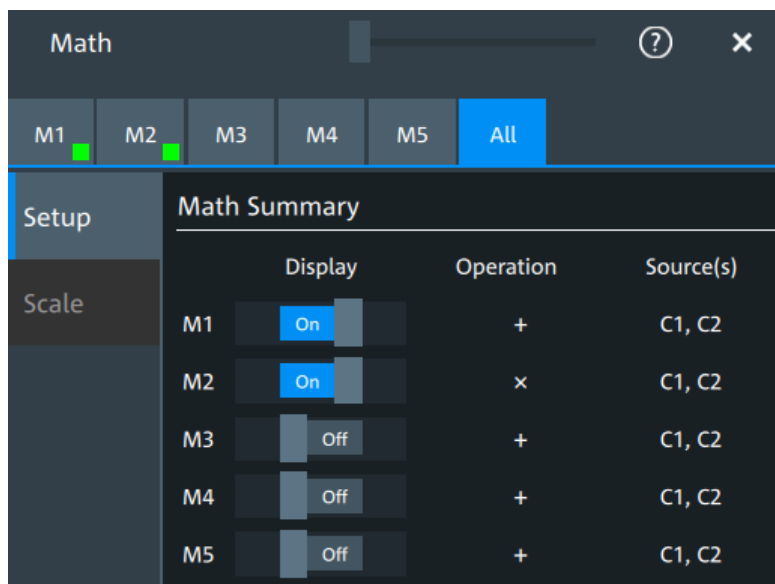 Math ? ×
M1 M2 M3 M4 M5 All
Setup
Scale
Math Summary
Display Operation Source(s)
M1 On + C1, C2
M2 On × C1, C2
M3 Off + C1, C2
M4 Off + C1, C2
M5 Off + C1, C2